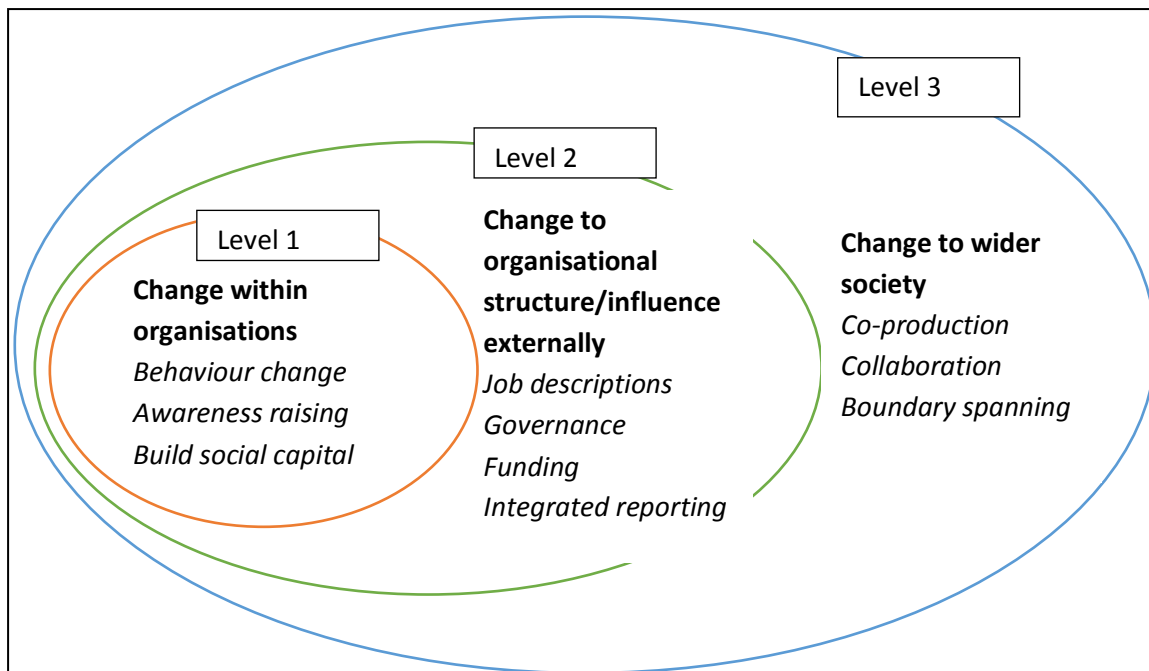 Level 1
Change within
organisations
Behaviour change
Awareness raising
Build social capital
Level 2
Change to
organisational
structure/influence
externally
Job descriptions
Governance
Funding
Integrated reporting
Level 3
Change to wider
society
Co-production
Collaboration
Boundary spanning